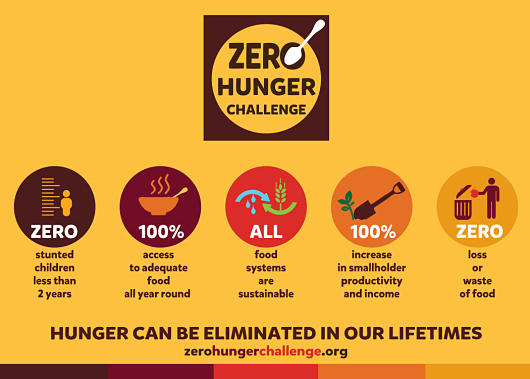 ZERO
HUNGER
CHALLENGE
ZERO
stunted
children
less than
2 years
100%
access
to adequate
food
all year round
ALL
food
systems
are
sustainable
100%
increase
in smallholder
productivity
and income
ZERO
loss
or
waste
of food
HUNGER CAN BE ELIMINATED IN OUR LIFETIMES
zerohungerchallenge.org